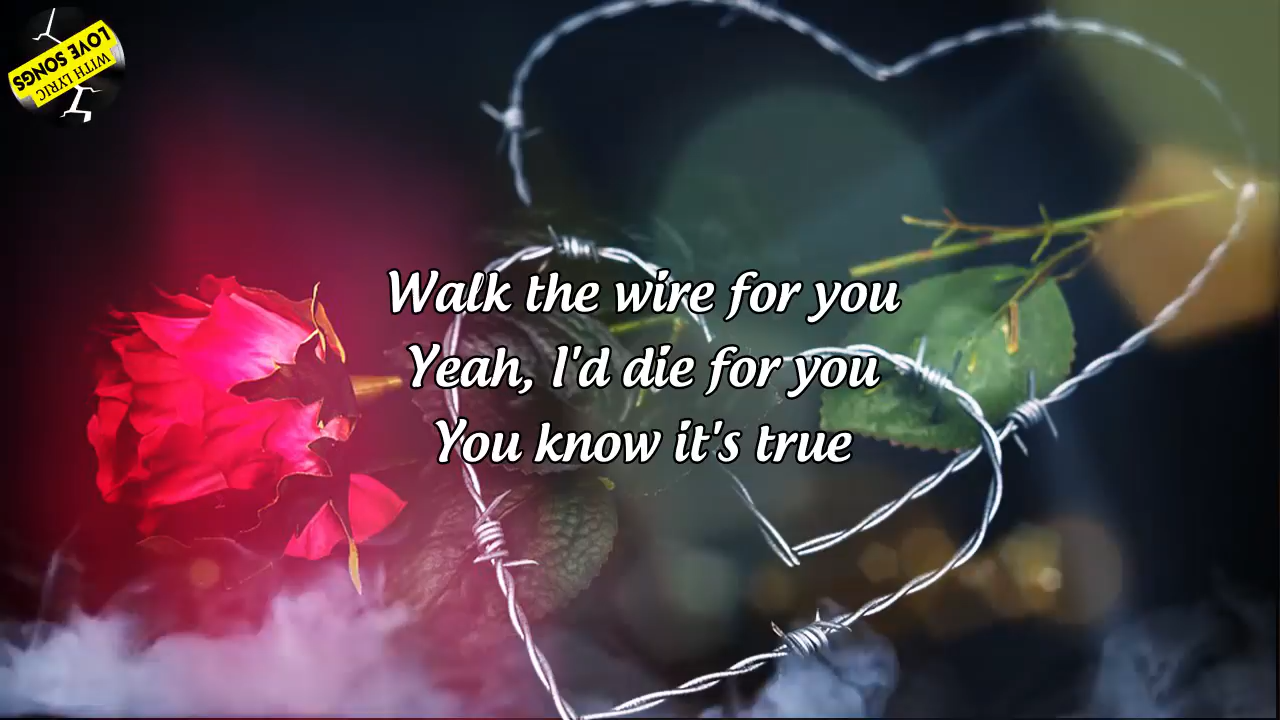 LOVE SONGS
WITH LYRIC
Walk the wire for you
Yeah, I'd die for you
You know it's true